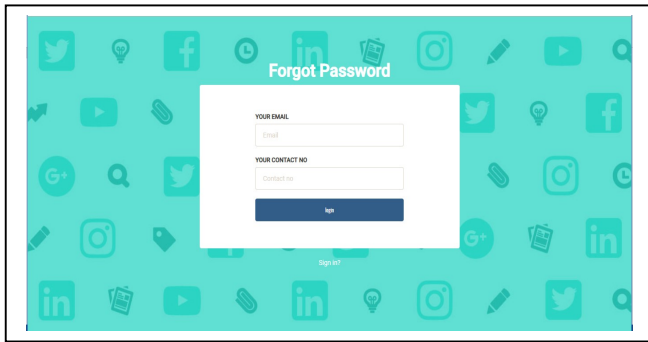 Forgot Password
YOUR EMAIL
Email
YOUR CONTACT NO
Contact no
login
Sign in?